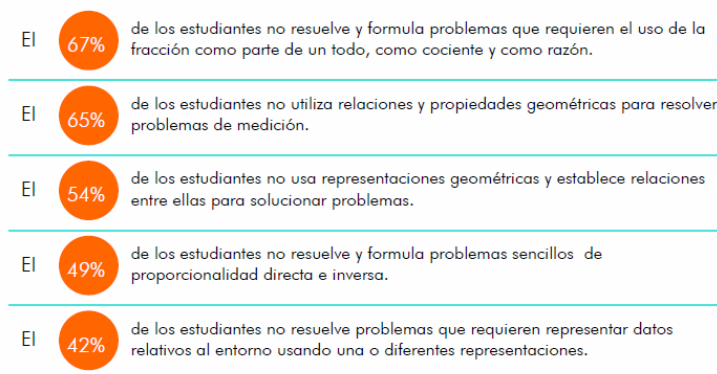 El 67% de los estudiantes no resuelve y formula problemas que requieren el uso de la
fracción como parte de un todo, como cociente y como razón.
El 65% de los estudiantes no utiliza relaciones y propiedades geométricas para resolver
problemas de medición.
El 54% de los estudiantes no usa representaciones geométricas y establece relaciones
entre ellas para solucionar problemas.
El 49% de los estudiantes no resuelve y formula problemas sencillos de
proporcionalidad directa e inversa.
El 42% de los estudiantes no resuelve problemas que requieren representar datos
relativos al entorno usando una o diferentes representaciones.